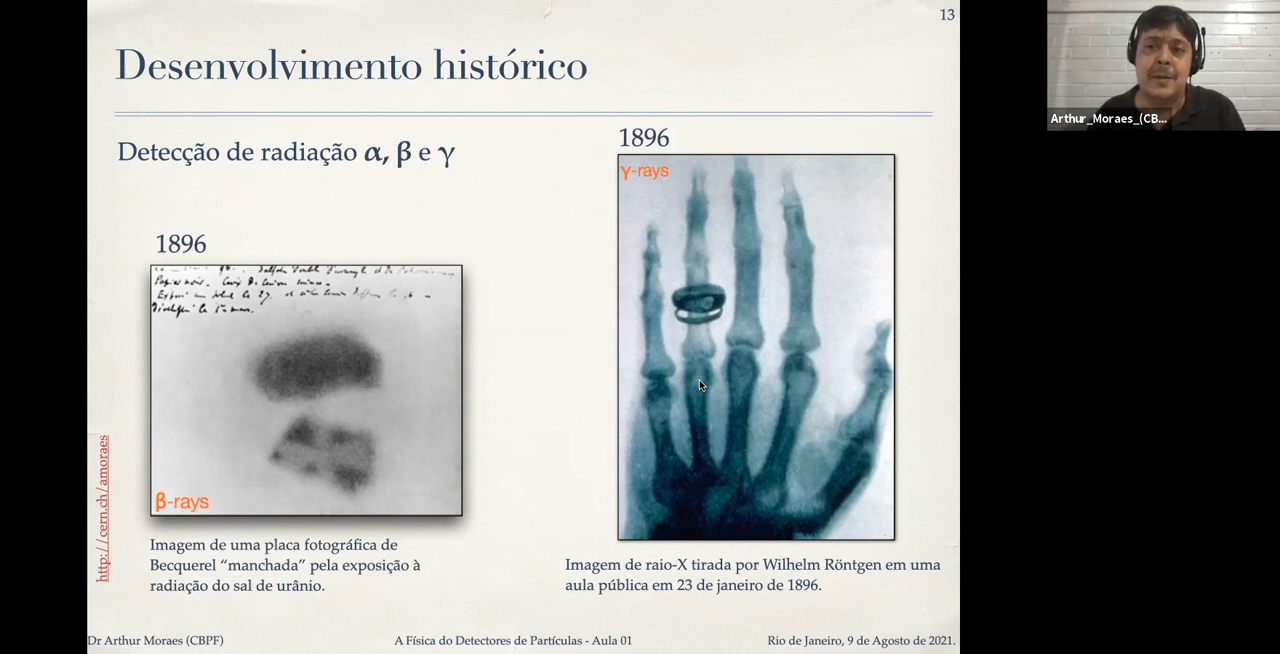 13
Desenvolvimento histórico
Detecção de radiação α, β e γ
1896
β-rays
Imagem de uma placa fotográfica de
Becquerel “manchada” pela exposição à
radiação do sal de urânio.
1896
γ-rays
Imagem de raio-X tirada por Wilhelm Röntgen em uma
aula pública em 23 de janeiro de 1896.
http://cern.ch/amoraes
Dr Arthur Moraes (CBPF)
A Física do Detectores de Partículas - Aula 01
Rio de Janeiro, 9 de Agosto de 2021.
Arthur_Moraes_(CB...